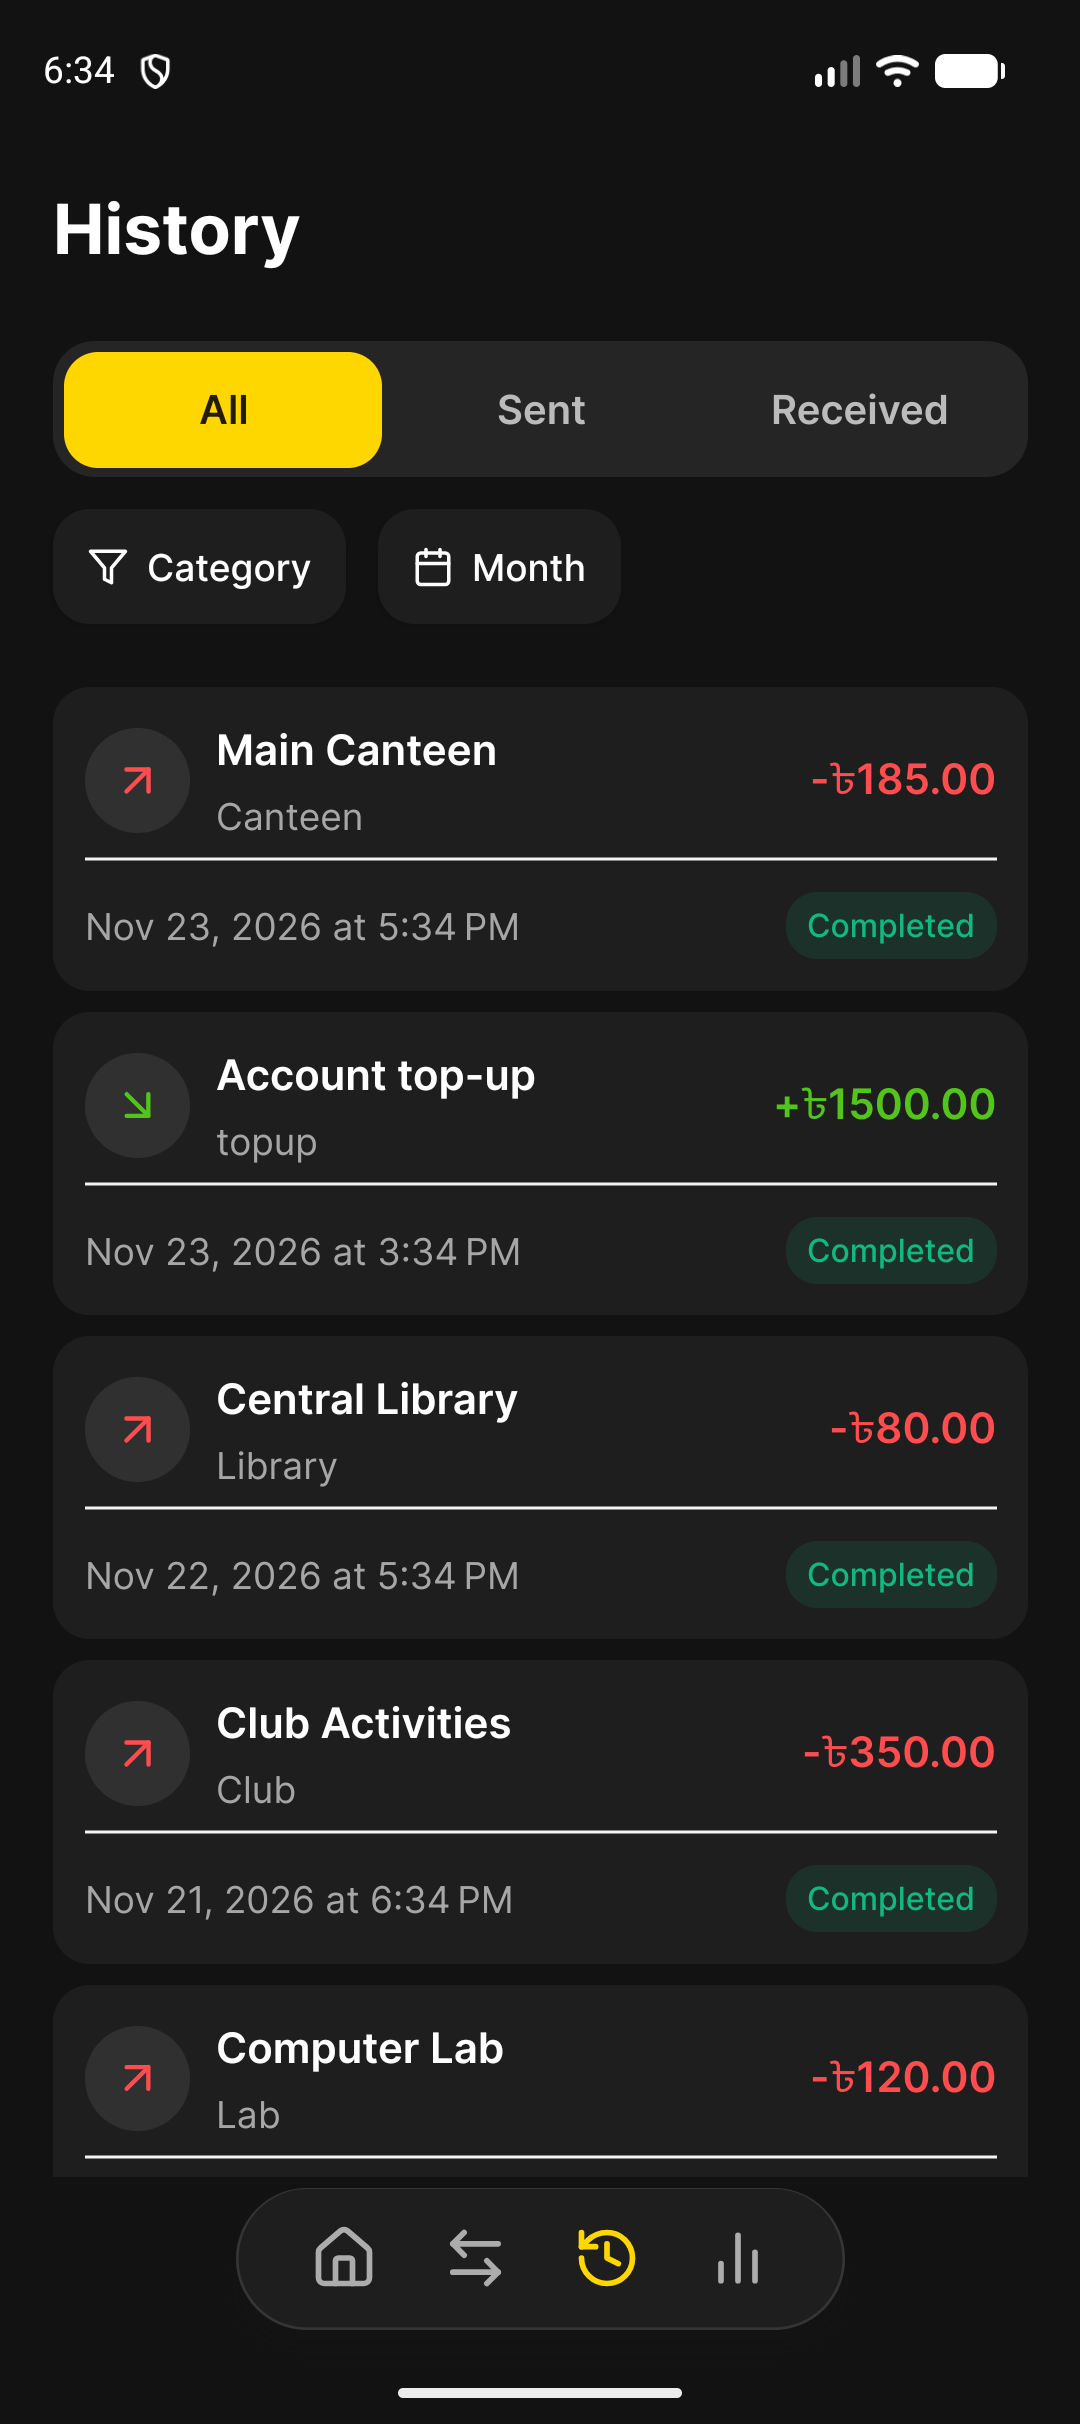 6:34
History
All Sent Received
Category Month
Main Canteen
Canteen
-৳185.00
Nov 23, 2026 at 5:34 PM Completed
Account top-up
topup
+৳1500.00
Nov 23, 2026 at 3:34 PM Completed
Central Library
Library
-৳80.00
Nov 22, 2026 at 5:34 PM Completed
Club Activities
Club
-৳350.00
Nov 21, 2026 at 6:34 PM Completed
Computer Lab
Lab
-৳120.00